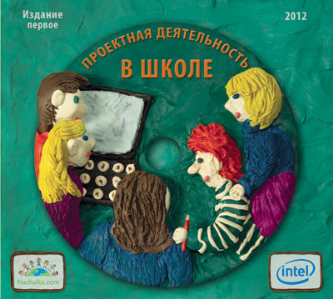 Издание
первое
2012
ПРОЕКТНАЯ ДЕЯТЕЛЬНОСТЬ
В ШКОЛЕ
Nachalka.com
intel